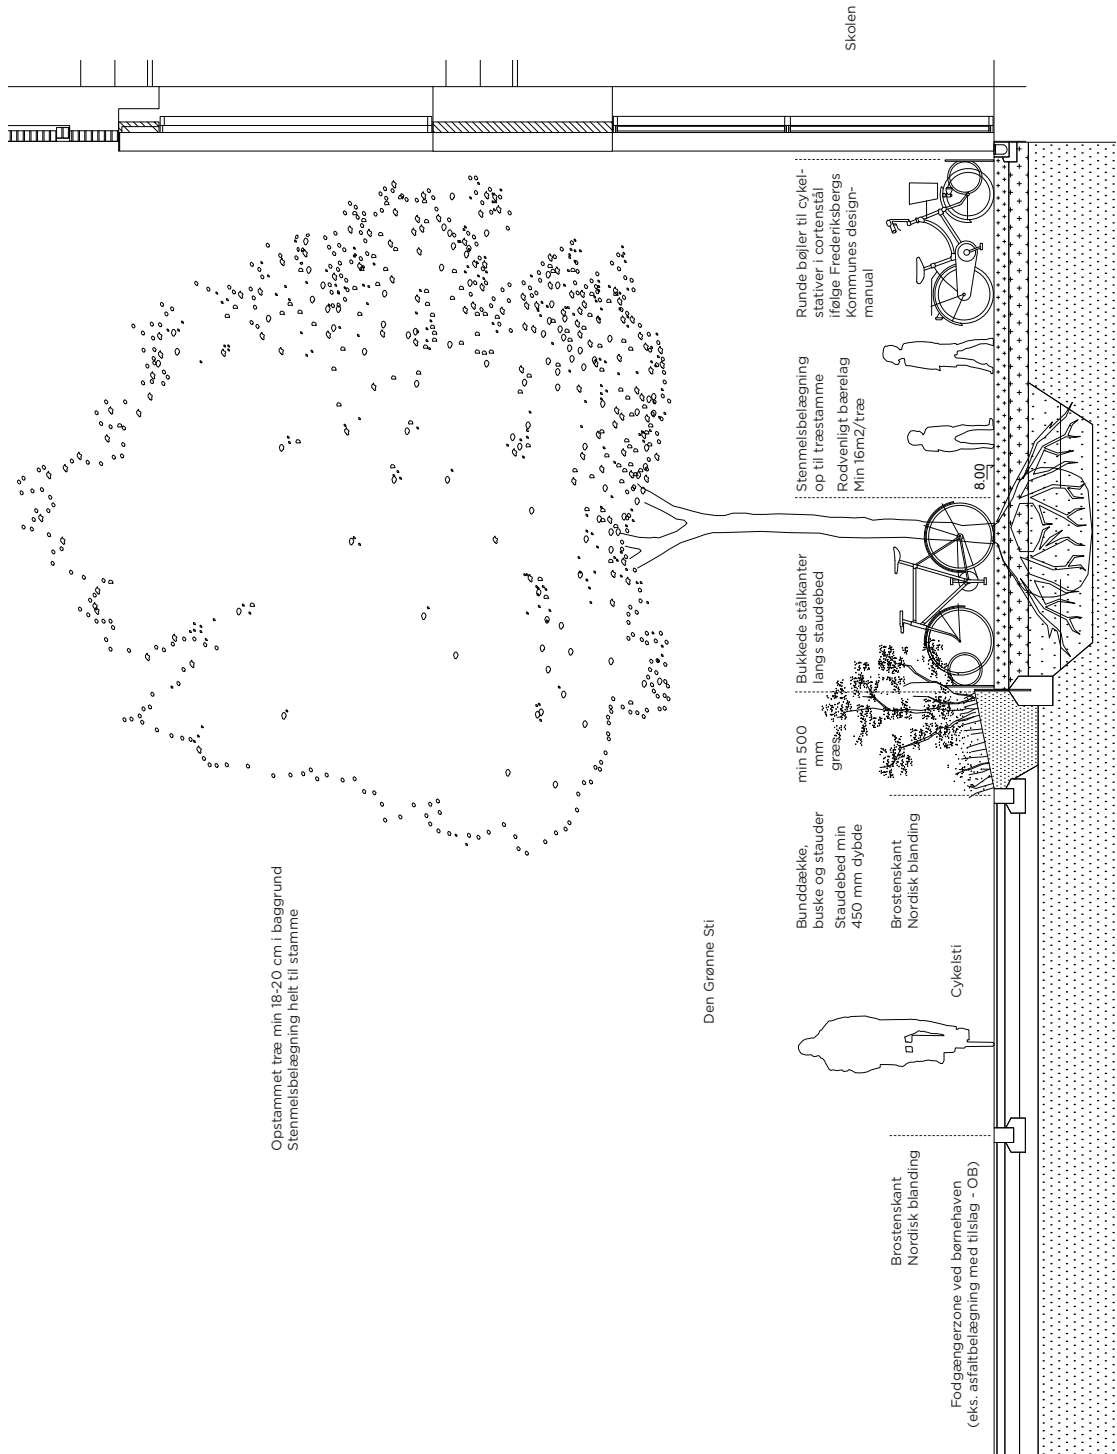 Opstammet træ min 18-20 cm i baggrund
Stenmelsbelægning helt til stamme
Den Grønne Sti
Skolen
Brostenskant
Nordisk blanding
Fodgængerzone ved børnehaven
(eks. asfaltbelægning med tilslag - OB)
Cykelsti
Bunddække,
buske og stauder
Staudebed min
450 mm dybde
Brostenskant
Nordisk blanding
min 500
mm
græs
Bukkede stålkanter
langs staudebed
Stenmelsbelægning
op til træstamme
Rodvenligt bærelag
Min 16m2/træ
8.00
Runde bøjler til cykel-
stativer i cortenstål
ifølge Frederiksbergs
Kommunes design-
manual